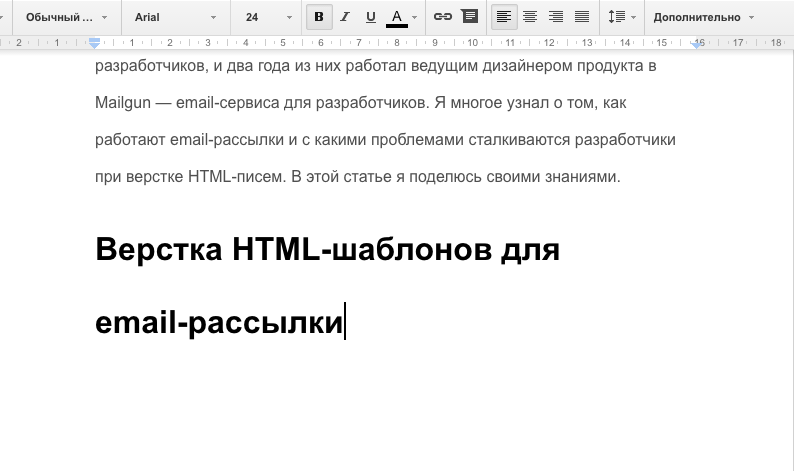 Обычный ... Arial 24 B I U A Дополнительно
2 1 1 2 3 4 5 6 7 8 9 10 11 12 13 14 15 16 17 18
разработчиков, и два года из них работал ведущим дизайнером продукта в
Mailgun — email-сервиса для разработчиков. Я многое узнал о том, как
работают email-рассылки и с какими проблемами сталкиваются разработчики
при верстке HTML-писем. В этой статье я поделюсь своими знаниями.
Верстка HTML-шаблонов для
email-рассылки